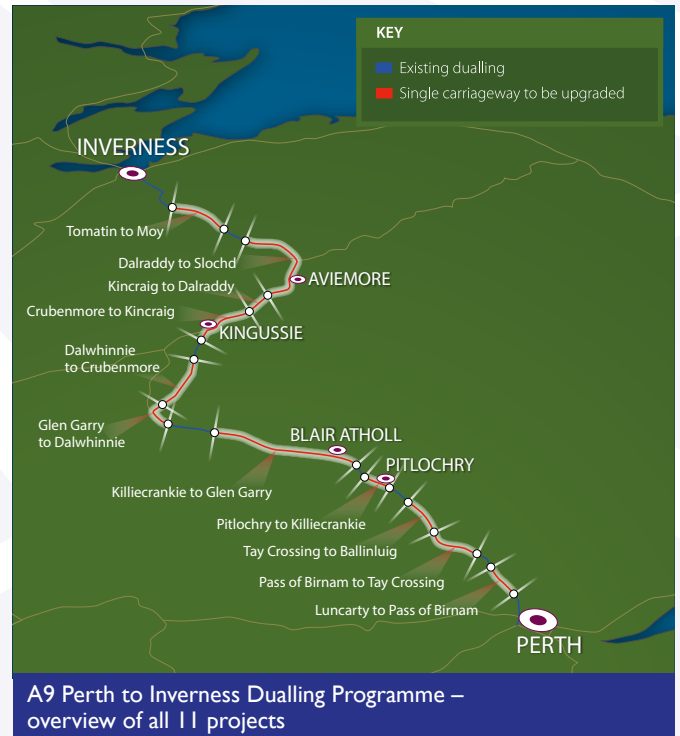 KEY
Existing dualling
Single carriageway to be upgraded
INVERNESS
Tomatin to Moy
Dalraddy to Slochd
Kincraig to Dalraddy
AVIEMORE
Crubenmore to Kincraig
KINGUSSIE
Dalwhinnie
to Crubenmore
Glen Garry
to Dalwhinnie
BLAIR ATHOLL
PITLOCHRY
Killiecrankie to Glen Garry
Pitlochry to Killiecrankie
Tay Crossing to Ballinluig
Pass of Birnam to Tay Crossing
Luncarty to Pass of Birnam
PERTH
A9 Perth to Inverness Dualling Programme –
overview of all 11 projects